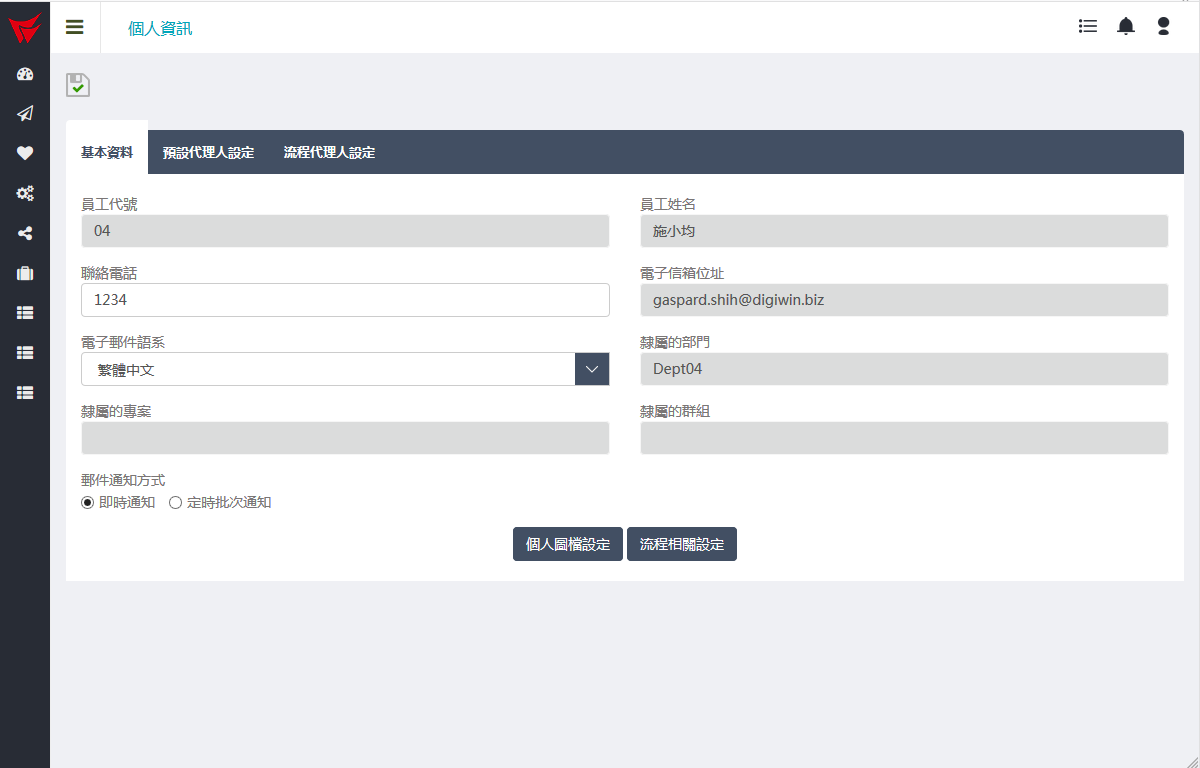 個人資訊
基本資料 預設代理人設定 流程代理人設定
員工代號 員工姓名
04 施小均
聯絡電話 電子信箱位址
1234 gaspard.shih@digiwin.biz
電子郵件語系 隸屬的部門
繁體中文 Dept04
隸屬的專案 隸屬的群組
郵件通知方式
即時通知 定時批次通知
個人圖檔設定 流程相關設定